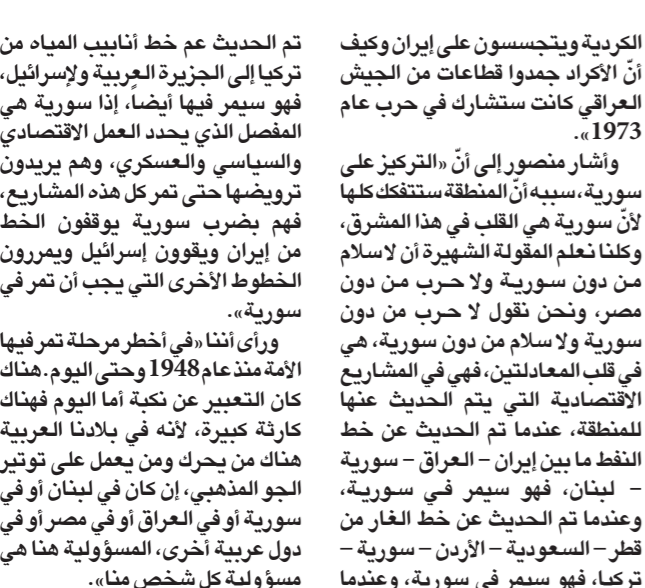 الكردية ويتجسسون على إيران وكيف
أنّ الأكراد جمدوا قطاعات من الجيش
العراقي كانت ستشارك في حرب عام
1973».
وأشار منصور إلى أنّ «التركيز على
سورية، سببه أنّ المنطقة ستتفكك كلها
لأنّ سورية هي القلب في هذا المشرق،
وكلنا نعلم المقولة الشهيرة أن لا سلام
من دون سورية ولا حرب من دون
مصر، ونحن نقول لا حرب من دون
سورية ولا سلام من دون سورية، هي
في قلب المعادلتين، فهي في المشاريع
الاقتصادية التي يتم الحديث عنها
للمنطقة، عندما تم الحديث عن خط
النفط ما بين إيران – العراق – سورية
– لبنان، فهو سيمر في سورية،
وعندما تم الحديث عن خط الغار من
قطر – السعودية – الأردن – سورية –
تركيا، فهو سيمر في سورية، وعندما
تم الحديث عم خط أنابيب المياه من
تركيا إلى الجزيرة العربية ولإسرائيل،
فهو سيمر فيها أيضاً، إذا سورية هي
المفصل الذي يحدد العمل الاقتصادي
والسياسي والعسكري، وهم يريدون
ترويضها حتى تمر كل هذه المشاريع،
فهم بضرب سورية يوقفون الخط
من إيران ويقوون إسرائيل ويمررون
الخطوط الأخرى التي يجب أن تمر في
سورية».
ورأى أننا «في أخطر مرحلة تمر فيها
الأمة منذ عام 1948 وحتى اليوم. هناك
كان التعبير عن نكبة أما اليوم فهناك
كارثة كبيرة، لأنه في بلادنا العربية
هناك من يحرك ومن يعمل على توتير
الجو المذهبي، إن كان في لبنان أو في
سورية أو في العراق أو في مصر أو في
دول عربية أخرى، المسؤولية هنا هي
مسؤولية كل شخص منا».